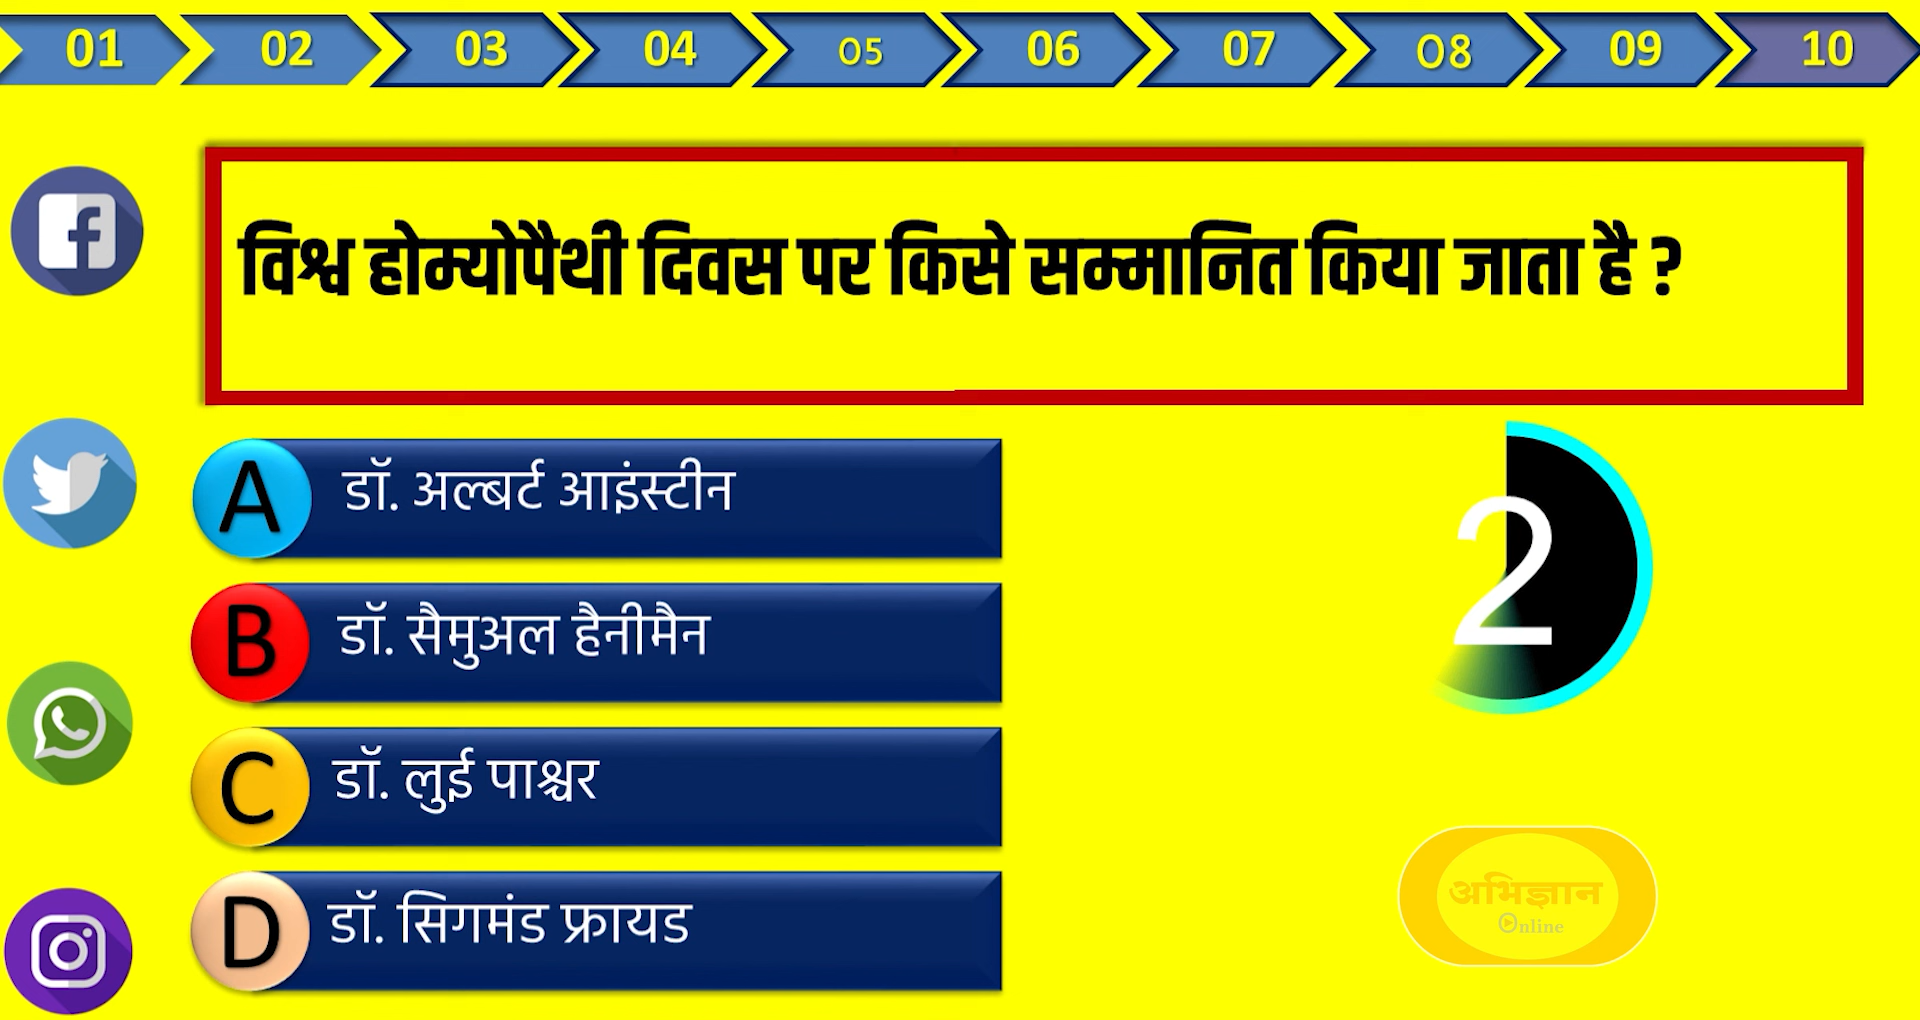 01 02 03 04 05 06 07 08 09 10
विश्व होम्योपैथी दिवस पर किसे सम्मानित किया जाता है ?
A डॉ. अल्बर्ट आइंस्टीन
B डॉ. सैमुअल हैनीमैन
C डॉ. लुई पाश्चर
D डॉ. सिगमंड फ्रायड
2
अभिज्ञान
Online